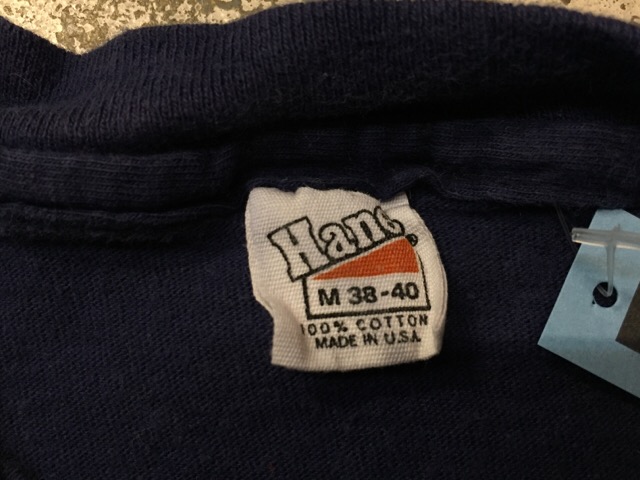 Hane
®
M 38-40
100% COTTON
MADE IN U.S.A.